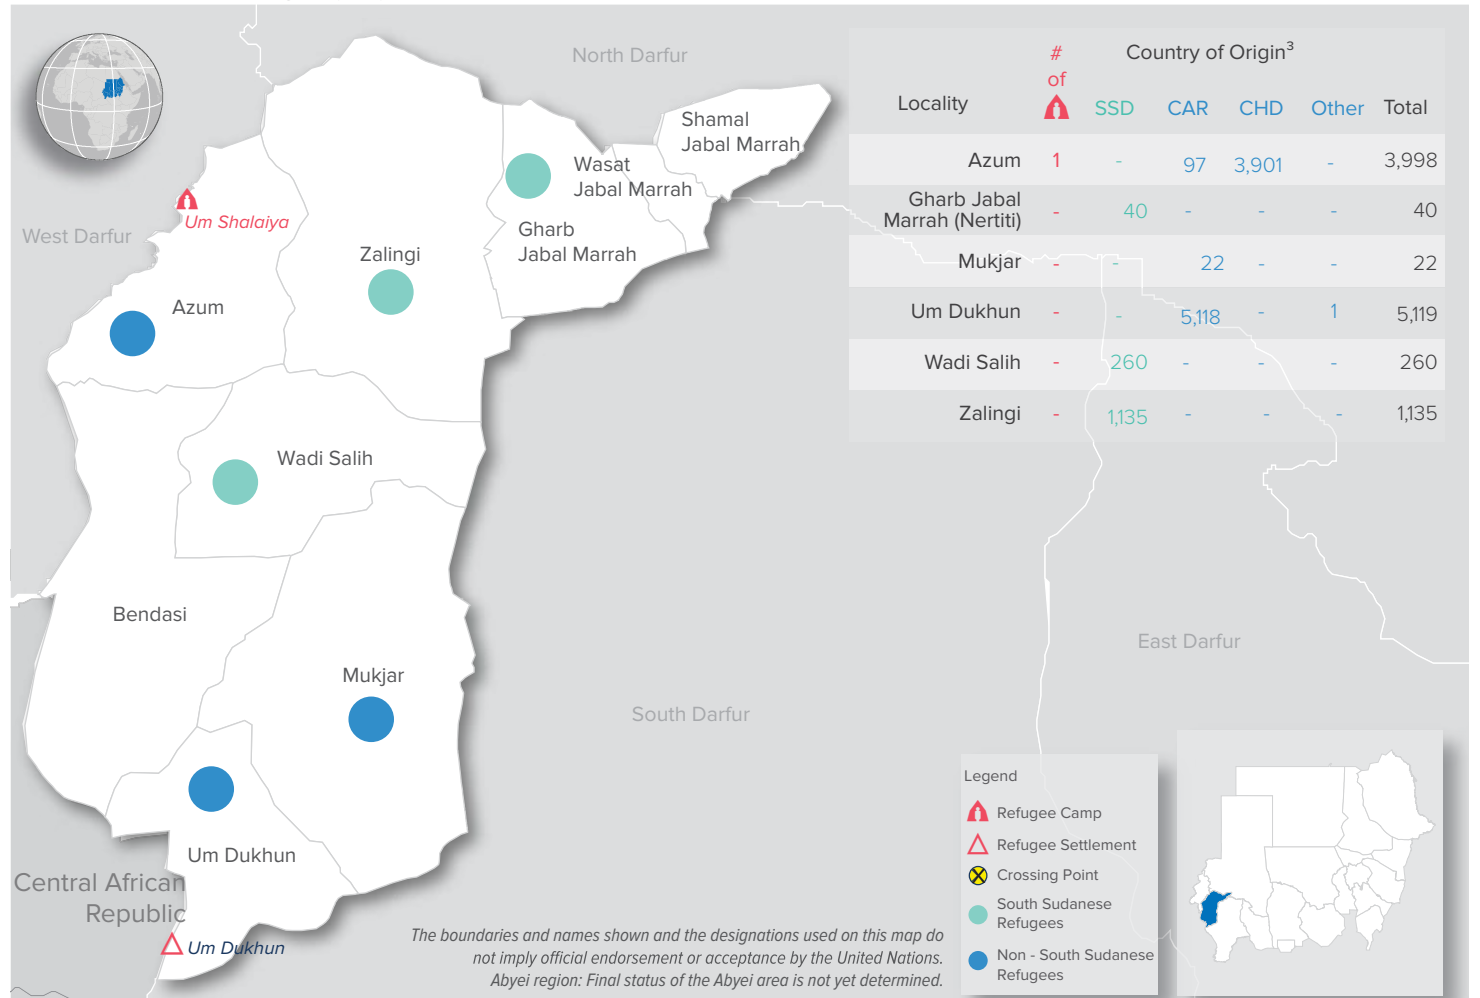 North Darfur
Shamal
Jabal Marrah
Wasat
Jabal Marrah
Um Shalaiya
West Darfur
Gharb
Jabal Marrah
Zalingi
Azum
Wadi Salih
Bendasi
Mukjar
East Darfur
South Darfur
Um Dukhun
Central African
Republic
Um Dukhun
# of Country of Origin³
Locality SSD CAR CHD Other Total
Azum 1 - 97 3,901 - 3,998
Gharb Jabal
Marrah (Nertiti) - 40 - - - 40
Mukjar - - 22 - - 22
Um Dukhun - - 5,118 - 1 5,119
Wadi Salih - 260 - - - 260
Zalingi - 1,135 - - - 1,135
Legend
Refugee Camp
Refugee Settlement
Crossing Point
South Sudanese
Refugees
Non - South Sudanese
Refugees
The boundaries and names shown and the designations used on this map do
not imply official endorsement or acceptance by the United Nations.
Abyei region: Final status of the Abyei area is not yet determined.